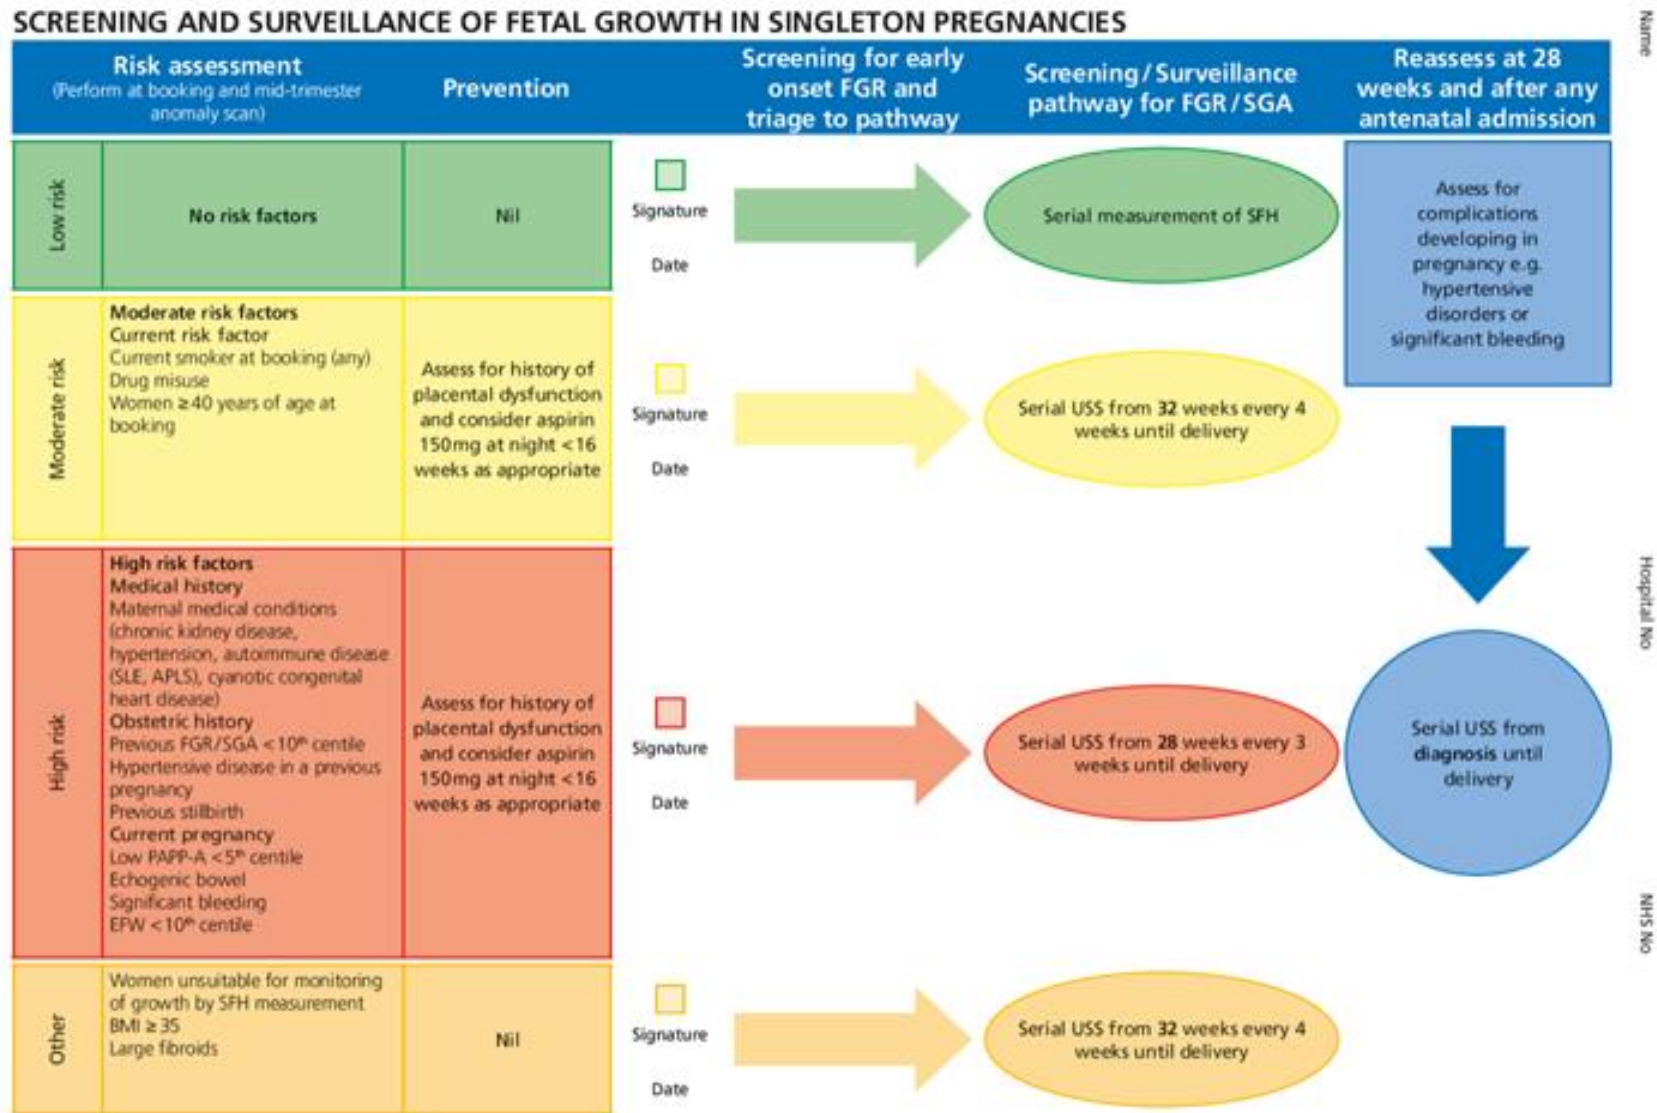 SCREENING AND SURVEILLANCE OF FETAL GROWTH IN SINGLETON PREGNANCIES
Risk assessment
(Perform at booking and mid-trimester
anomaly scan)
Prevention
Screening for early
onset FGR and
triage to pathway
Screening/Surveillance
pathway for FGR/SGA
Reassess at 28
weeks and after any
antenatal admission
Low risk
No risk factors
Nil
Signature
Date
Serial measurement of SFH
Assess for
complications
developing in
pregnancy e.g.
hypertensive
disorders or
significant bleeding
Moderate risk
Moderate risk factors
Current risk factor
Current smoker at booking (any)
Drug misuse
Women ≥40 years of age at
booking
Assess for history of
placental dysfunction
and consider aspirin
150mg at night <16
weeks as appropriate
Signature
Date
Serial USS from 32 weeks every 4
weeks until delivery
High risk
High risk factors
Medical history
Maternal medical conditions
(chronic kidney disease,
hypertension, autoimmune disease
(SLE, APLS), cyanotic congenital
heart disease)
Obstetric history
Previous FGR/SGA <10th centile
Hypertensive disease in a previous
pregnancy
Previous stillbirth
Current pregnancy
Low PAPP-A <5th centile
Echogenic bowel
Significant bleeding
EFW <10th centile
Assess for history of
placental dysfunction
and consider aspirin
150mg at night <16
weeks as appropriate
Signature
Date
Serial USS from 28 weeks every 3
weeks until delivery
Serial USS from
diagnosis until
delivery
Other
Women unsuitable for monitoring
of growth by SFH measurement
BMI ≥ 35
Large fibroids
Nil
Signature
Date
Serial USS from 32 weeks every 4
weeks until delivery
Name
Hospital No
NHS No